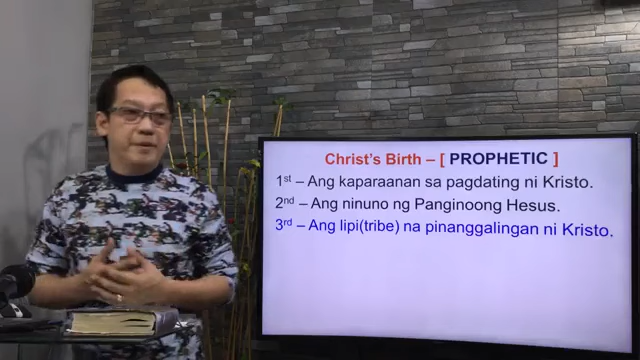 Christ's Birth – [ PROPHETIC ]
1st – Ang kaparaanan sa pagdating ni Kristo.
2nd – Ang ninuno ng Panginoong Hesus.
3rd – Ang lipi(tribe) na pinanggalingan ni Kristo.